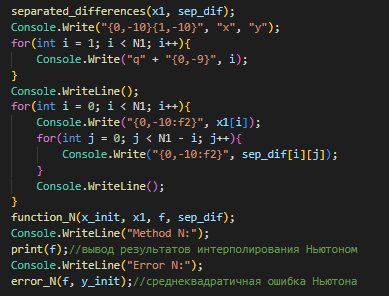 separated_differences(x1, sep_dif);
Console.Write("{0,-10}{1,-10}", "x", "y");
for(int i = 1; i < N1; i++){
    Console.Write("q" + "{0,-9}", i);
}
Console.WriteLine();
for(int i = 0; i < N1; i++){
    Console.Write("{0,-10:f2}", x1[i]);
    for(int j = 0; j < N1 - i; j++){
        Console.Write("{0,-10:f2}", sep_dif[i][j]);
    }
    Console.WriteLine();
}
function_N(x_init, x1, f, sep_dif);
Console.WriteLine("Method N:");
print(f);//вывод результатов интерполирования Ньютоном
Console.WriteLine("Error N:");
error_N(f, y_init);//среднеквадратичная ошибка Ньютона